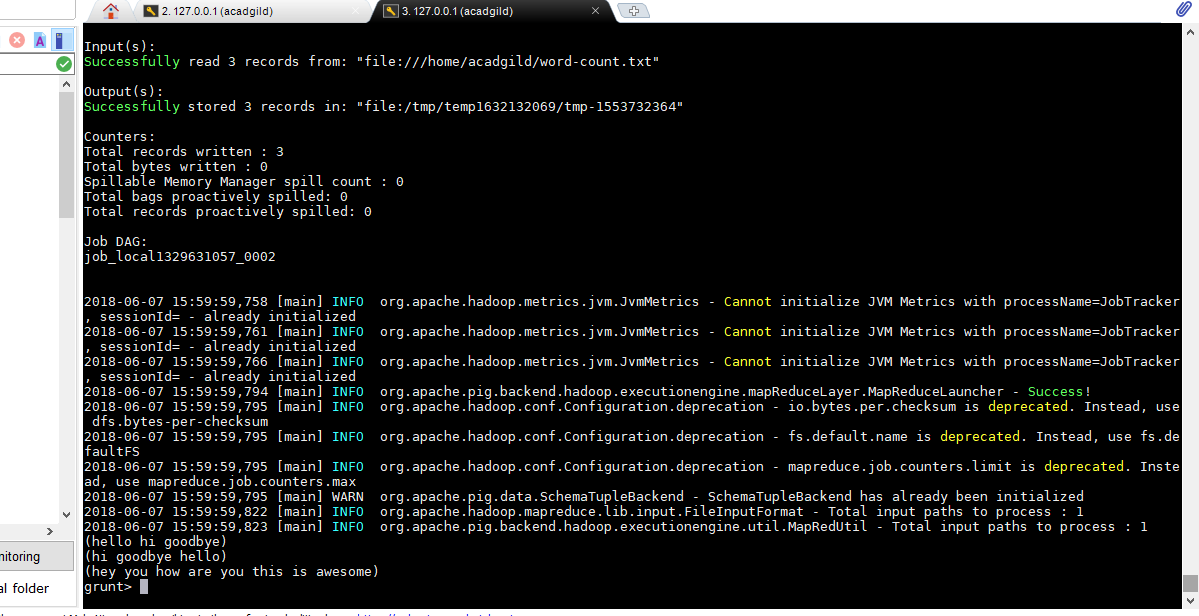 2. 127.0.0.1 (acadgild)
3. 127.0.0.1 (acadgild)
Input(s):
Successfully read 3 records from: "file:///home/acadgild/word-count.txt"
Output(s):
Successfully stored 3 records in: "file:/tmp/temp1632132069/tmp-1553732364"
Counters:
Total records written : 3
Total bytes written : 0
Spillable Memory Manager spill count : 0
Total bags proactively spilled: 0
Total records proactively spilled: 0
Job DAG:
job_local1329631057_0002
2018-06-07 15:59:59,758 [main] INFO  org.apache.hadoop.metrics.jvm.JvmMetrics - Cannot initialize JVM Metrics with processName=JobTracker
, sessionId= - already initialized
2018-06-07 15:59:59,761 [main] INFO  org.apache.hadoop.metrics.jvm.JvmMetrics - Cannot initialize JVM Metrics with processName=JobTracker
, sessionId= - already initialized
2018-06-07 15:59:59,766 [main] INFO  org.apache.hadoop.metrics.jvm.JvmMetrics - Cannot initialize JVM Metrics with processName=JobTracker
, sessionId= - already initialized
2018-06-07 15:59:59,794 [main] INFO  org.apache.pig.backend.hadoop.executionengine.mapReduceLayer.MapReduceLauncher - Success!
2018-06-07 15:59:59,795 [main] INFO  org.apache.hadoop.conf.Configuration.deprecation - io.bytes.per.checksum is deprecated. Instead, use
 dfs.bytes-per-checksum
2018-06-07 15:59:59,795 [main] INFO  org.apache.hadoop.conf.Configuration.deprecation - fs.default.name is deprecated. Instead, use fs.de
faultFS
2018-06-07 15:59:59,795 [main] INFO  org.apache.hadoop.conf.Configuration.deprecation - mapreduce.job.counters.limit is deprecated. Inste
ad, use mapreduce.job.counters.max
2018-06-07 15:59:59,795 [main] WARN  org.apache.pig.data.SchemaTupleBackend - SchemaTupleBackend has already been initialized
2018-06-07 15:59:59,822 [main] INFO  org.apache.hadoop.mapreduce.lib.input.FileInputFormat - Total input paths to process : 1
2018-06-07 15:59:59,823 [main] INFO  org.apache.pig.backend.hadoop.executionengine.util.MapRedUtil - Total input paths to process : 1
(hello hi goodbye)
(hi goodbye hello)
(hey you how are you this is awesome)
grunt>
nitoring
al folder